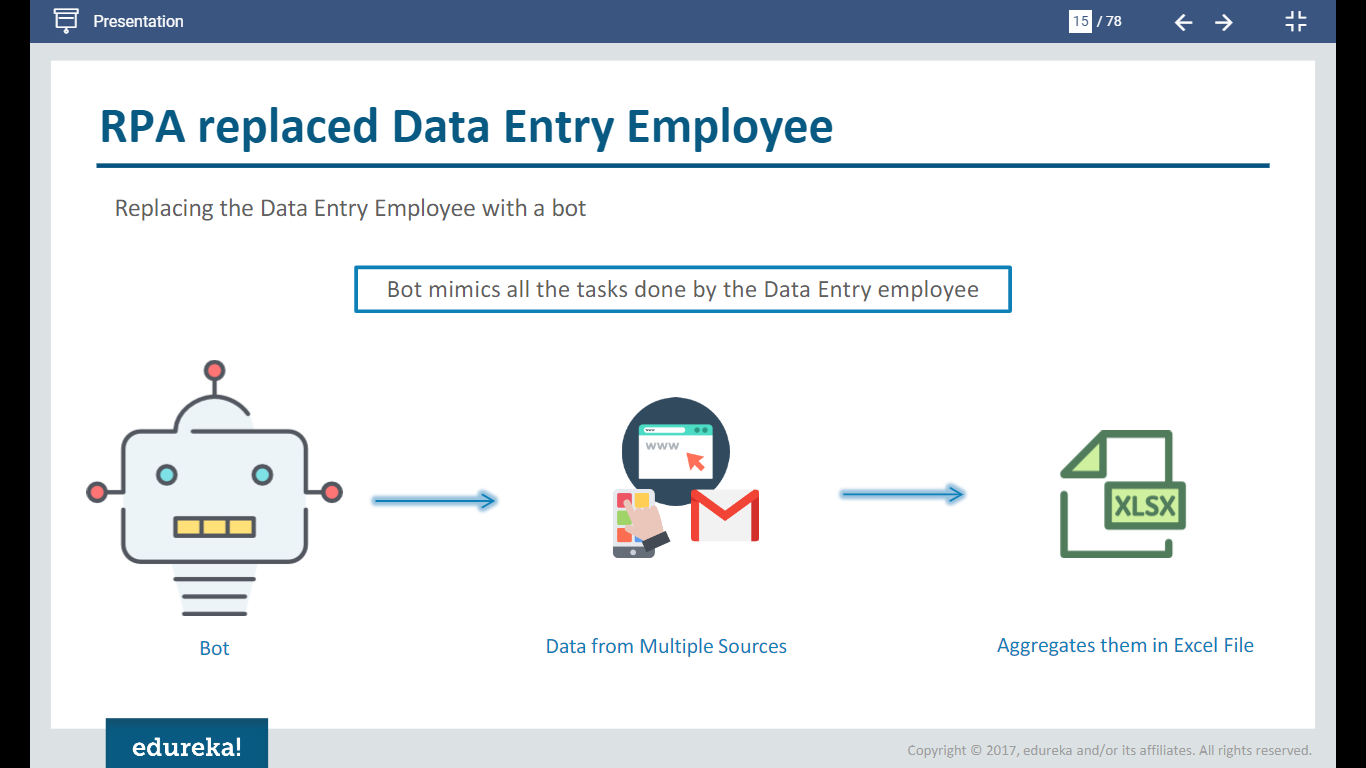 Presentation
15 / 78
RPA replaced Data Entry Employee
Replacing the Data Entry Employee with a bot
Bot mimics all the tasks done by the Data Entry employee
www
WWW
XLSX
Bot
Data from Multiple Sources
Aggregates them in Excel File
edureka!
Copyright © 2017, edureka and/or its affiliates. All rights reserved.